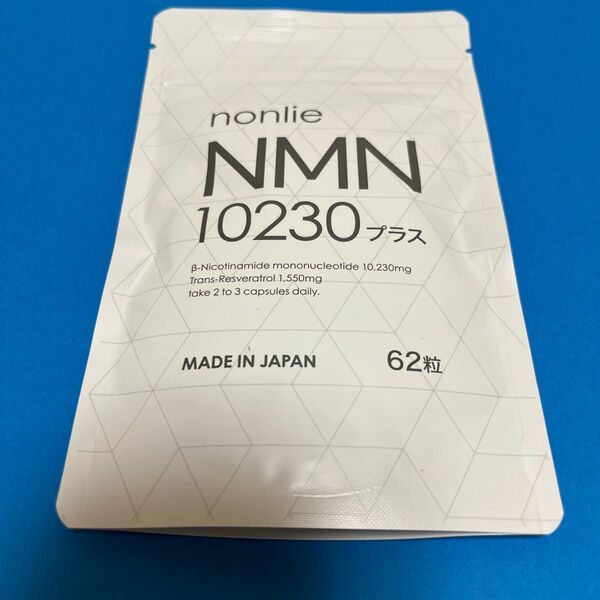 nonlie
NMN
10230プラス
β-Nicotinamide mononucleotide 10,230mg
Trans-Resveratrol 1,550mg
take 2 to 3 capsules daily.
MADE IN JAPAN 62粒